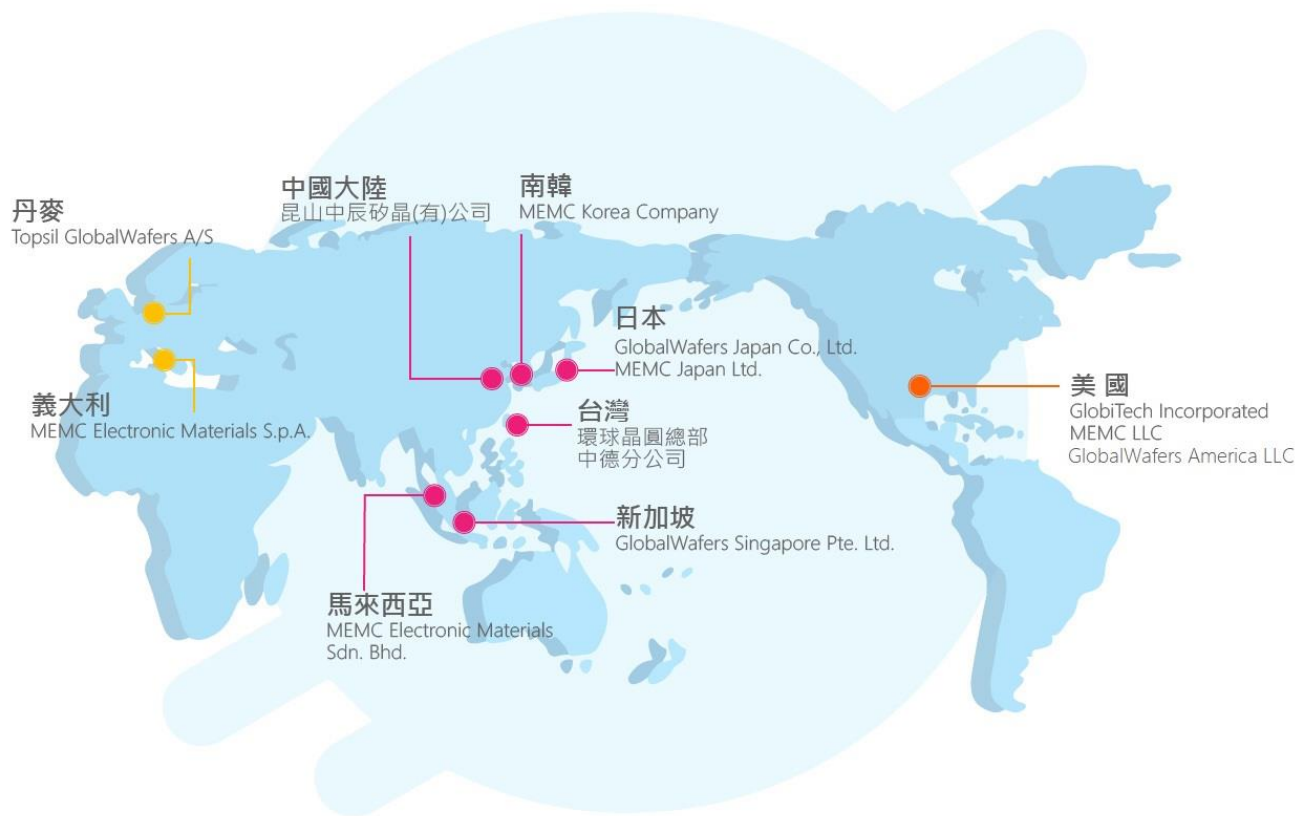 中國大陸
昆山中辰矽晶(有)公司
南韓
MEMC Korea Company
丹麥
Topsil GlobalWafers A/S
日本
GlobalWafers Japan Co., Ltd.
MEMC Japan Ltd.
美 國
GlobiTech Incorporated
MEMC LLC
GlobalWafers America LLC
義大利
MEMC Electronic Materials S.p.A.
台灣
環球晶圓總部
中德分公司
新加坡
GlobalWafers Singapore Pte. Ltd.
馬來西亞
MEMC Electronic Materials
Sdn. Bhd.